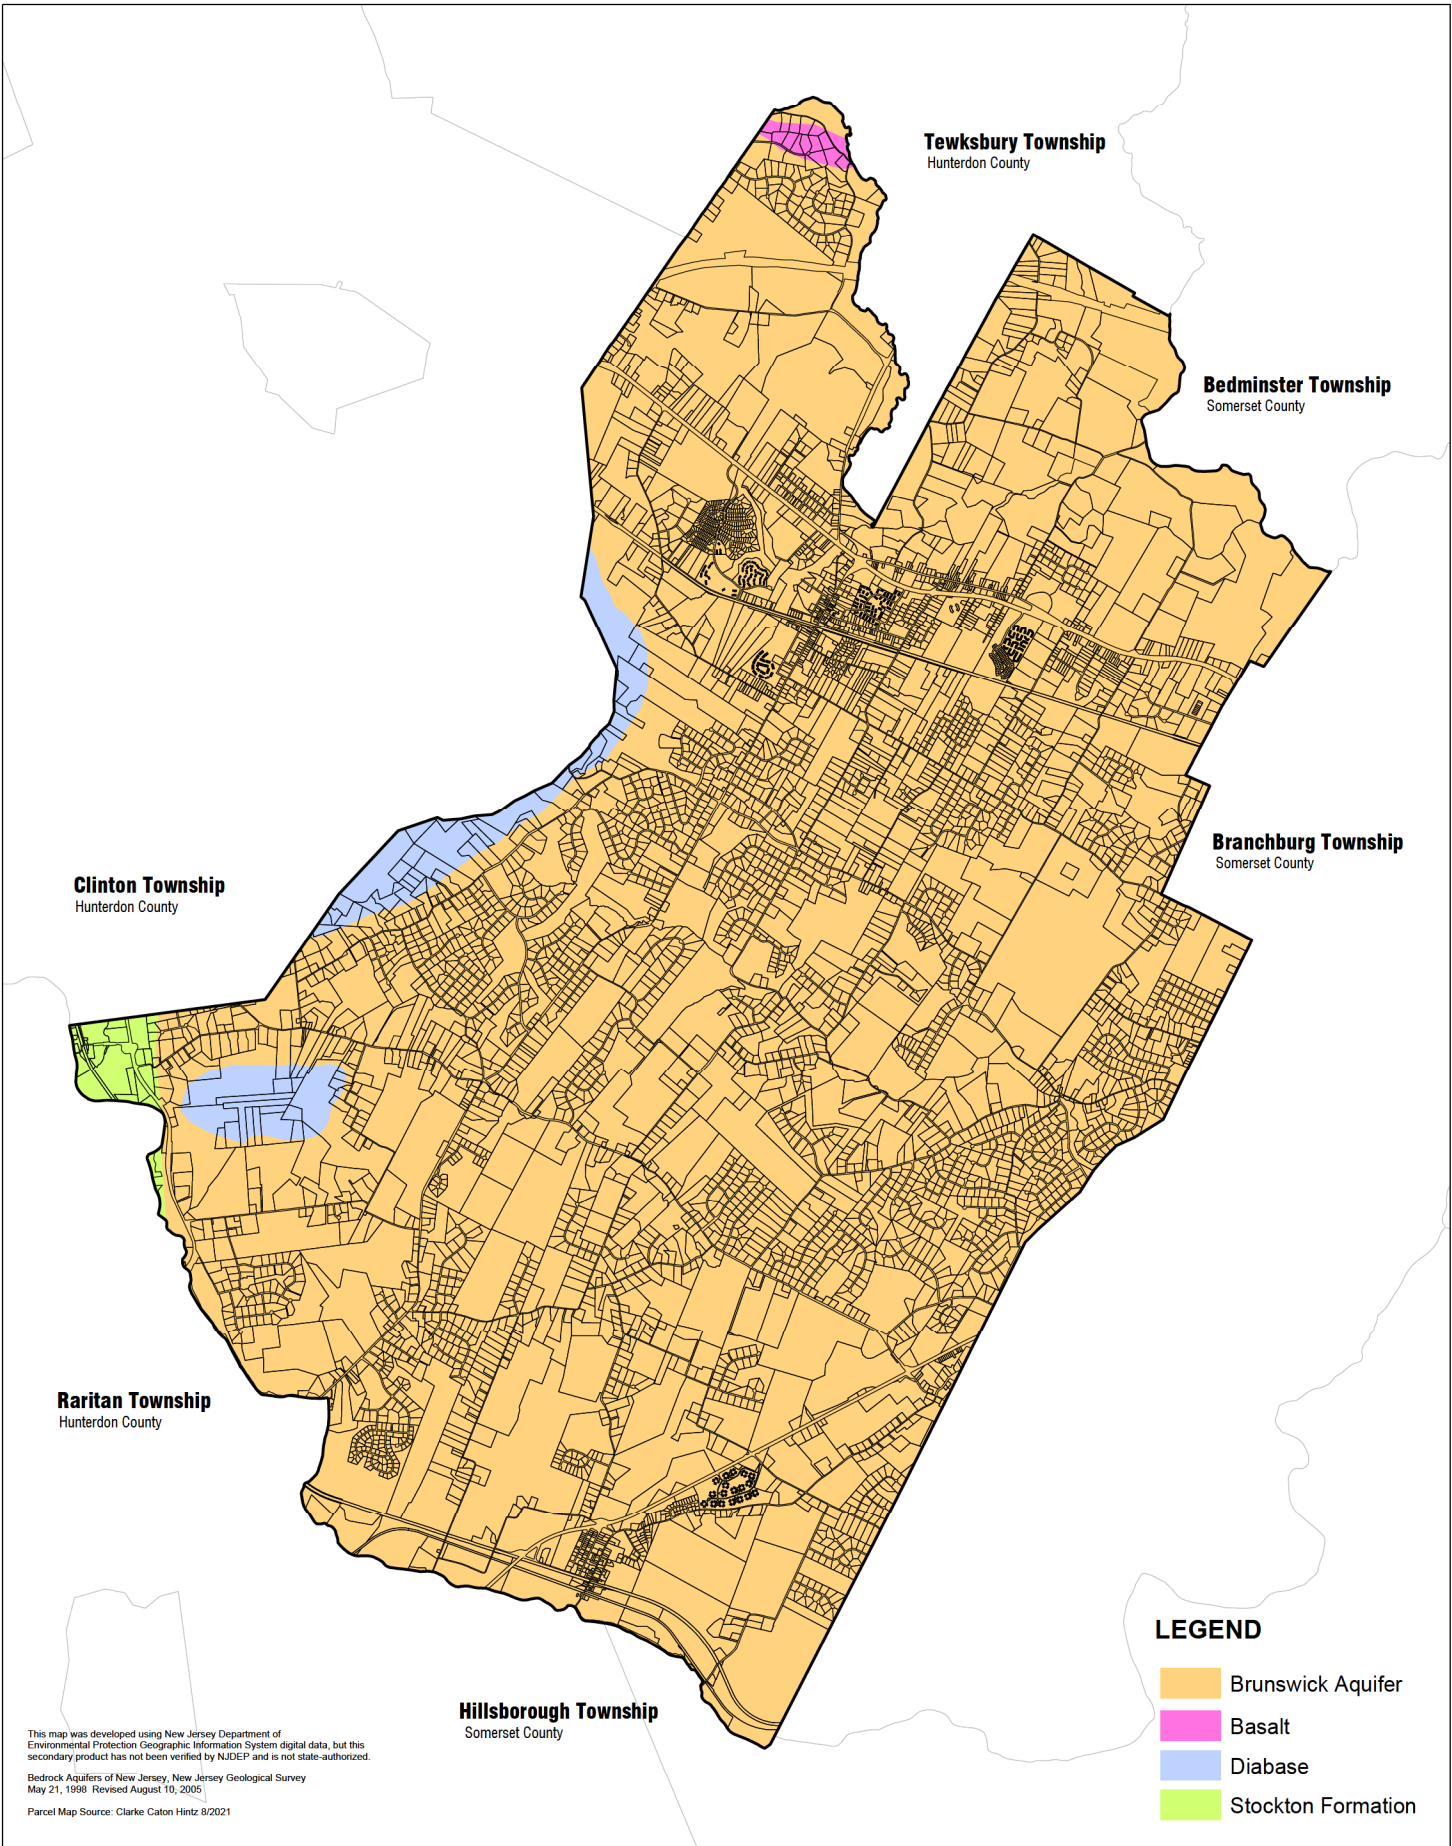 Tewksbury Township
Hunterdon County
Bedminster Township
Somerset County
Branchburg Township
Somerset County
Clinton Township
Hunterdon County
Raritan Township
Hunterdon County
Hillsborough Township
Somerset County
LEGEND
Brunswick Aquifer
Basalt
Diabase
Stockton Formation
This map was developed using New Jersey Department of
Environmental Protection Geographic Information System digital data, but this
secondary product has not been verified by NJDEP and is not state-authorized.
Bedrock Aquifers of New Jersey, New Jersey Geological Survey
May 21, 1998 Revised August 10, 2005
Parcel Map Source: Clarke Caton Hintz 8/2021